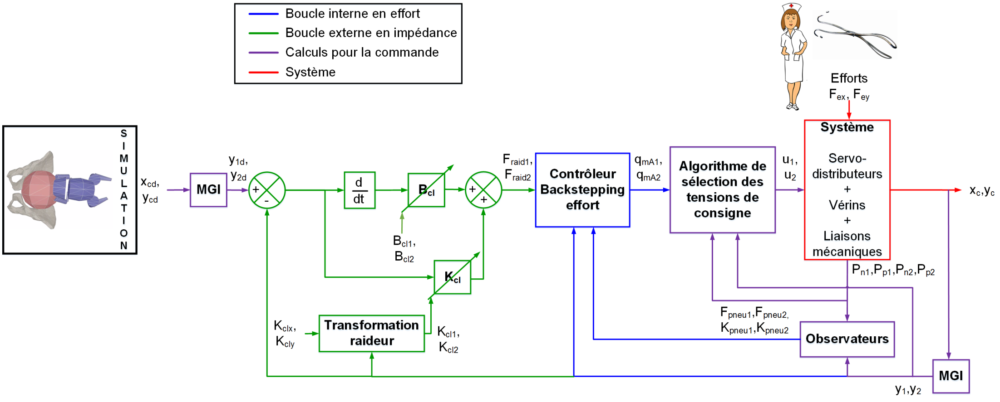 Boucle interne en effort
Boucle externe en impédance
Calculs pour la commande
Système
Efforts
Fex, Fey
SIMULATION
xcd,
ycd
MGI
y1d,
y2d
+
-
d
dt
Bcl
Bcl1,
Bcl2
+
+
Kcl
Kclx,
Kcly
Transformation
raideur
Kcl1,
Kcl2
Fraid1,
Fraid2
Contrôleur
Backstepping
effort
qmA1,
qmA2
Algorithme de
sélection des
tensions de
consigne
u1,
u2
Système
Servo-
distributeurs
+
Vérins
+
Liaisons
mécaniques
xc,yc
Pn1,Pp1,Pn2,Pp2
Fpneu1,Fpneu2,
Kpneu1,Kpneu2
Observateurs
MGI
y1,y2